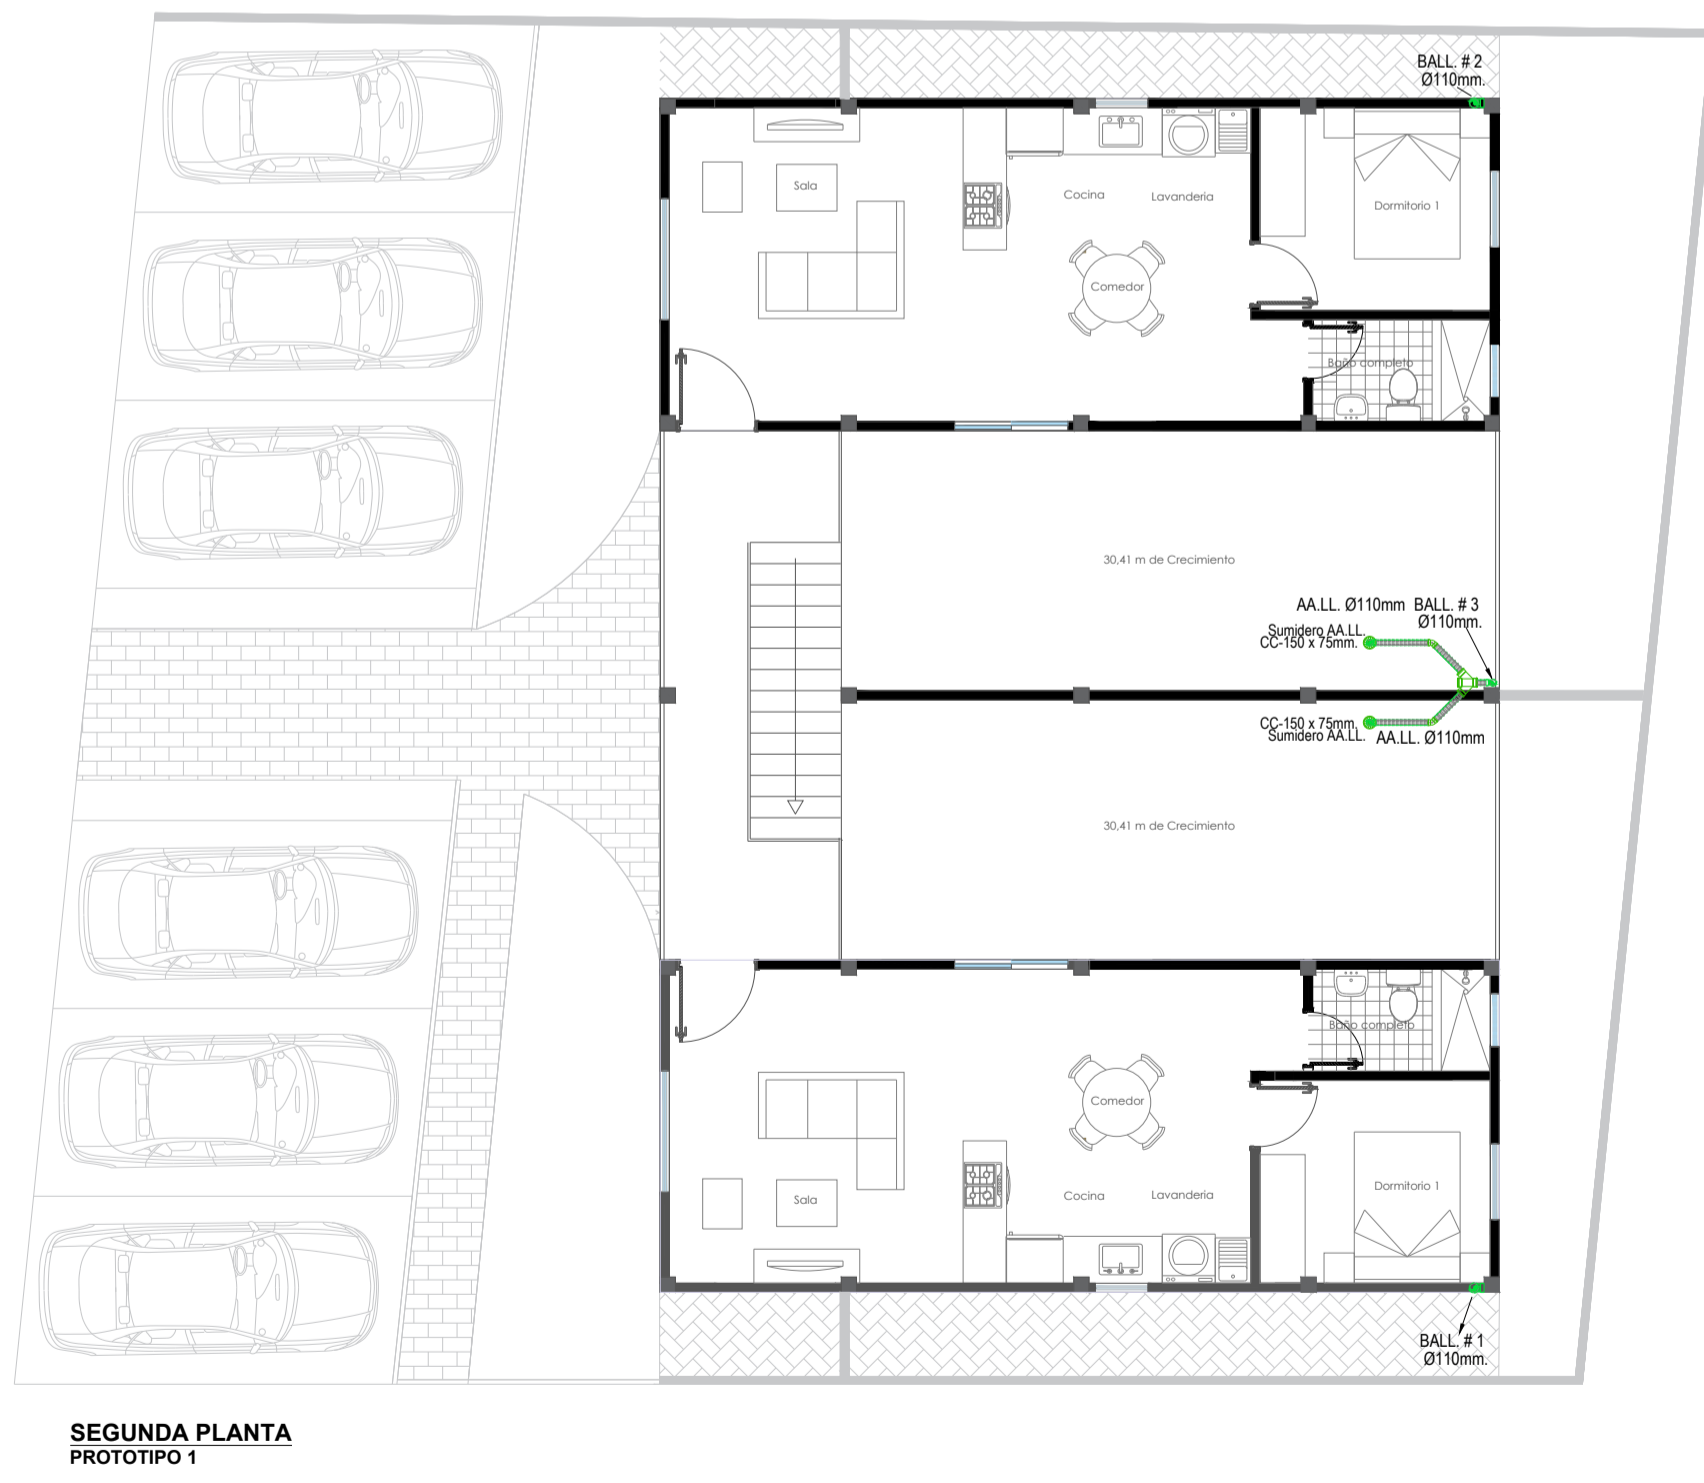 BALL. # 2
Ø110mm.
Sala
Cocina
Lavanderia
Dormitorio 1
Comedor
Baño completo
30,41 m de Crecimiento
AA.LL. Ø110mm
BALL. # 3
Ø110mm.
Sumidero AA.LL.
CC-150 x 75mm.
CC-150 x 75mm.
Sumidero AA.LL.
AA.LL. Ø110mm
30,41 m de Crecimiento
Baño completo
Comedor
Sala
Cocina
Lavanderia
Dormitorio 1
BALL. # 1
Ø110mm.
SEGUNDA PLANTA
PROTOTIPO 1